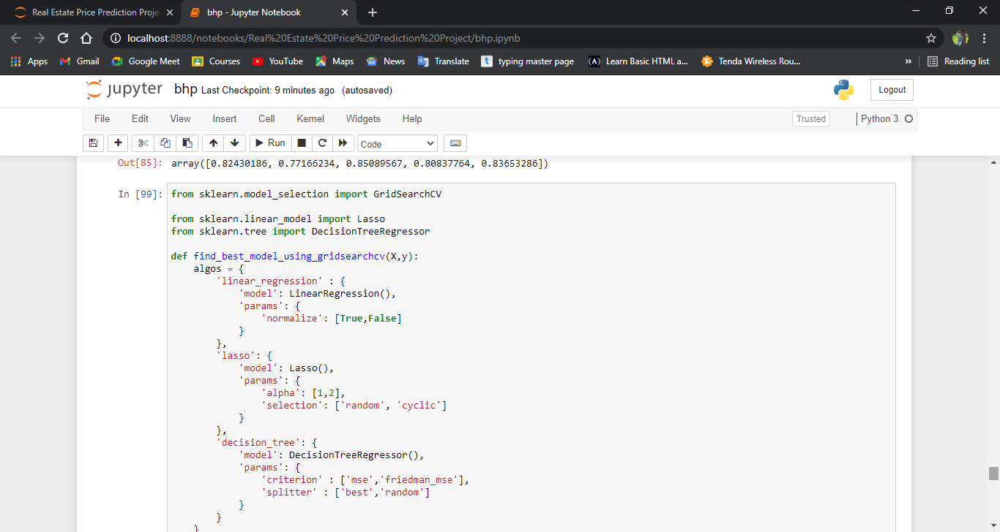 Real Estate Price Prediction Proje
bhp - Jupyter Notebook
localhost:8888/notebooks/Real%20Estate%20Price%20Prediction%20Project/bhp.ipynb
Apps Gmail Google Meet Courses YouTube Maps News Translate typing master page Learn Basic HTML a... Tenda Wireless Rou... » Reading list
jupyter bhp Last Checkpoint: 9 minutes ago (autosaved) Logout
File Edit View Insert Cell Kernel Widgets Help Trusted Python 3
Run Code
Out[85]: array([0.82430186, 0.77166234, 0.85089567, 0.80837764, 0.83653286])
In [99]: from sklearn.model_selection import GridSearchCV
from sklearn.linear_model import Lasso
from sklearn.tree import DecisionTreeRegressor
def find_best_model_using_gridsearchcv(X,y):
    algos = {
        'linear_regression' : {
            'model': LinearRegression(),
            'params': {
                'normalize': [True,False]
            }
        },
        'lasso': {
            'model': Lasso(),
            'params': {
                'alpha': [1,2],
                'selection': ['random', 'cyclic']
            }
        },
        'decision_tree': {
            'model': DecisionTreeRegressor(),
            'params': {
                'criterion' : ['mse','friedman_mse'],
                'splitter' : ['best','random']
            }
        }
    }